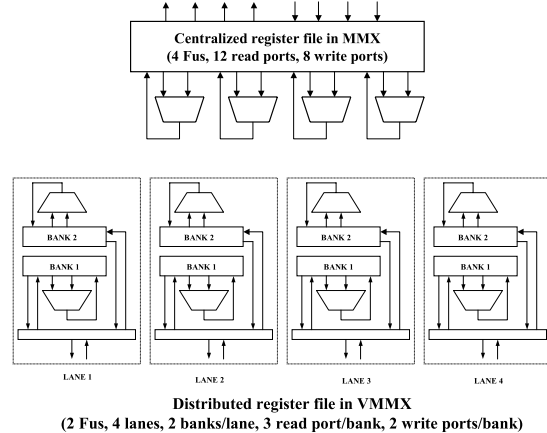 Centralized register file in MMX
(4 Fus, 12 read ports, 8 write ports)
BANK 2
BANK 1
BANK 2
BANK 1
BANK 2
BANK 1
BANK 2
BANK 1
LANE 1
LANE 2
LANE 3
LANE 4
Distributed register file in VMMX
(2 Fus, 4 lanes, 2 banks/lane, 3 read port/bank, 2 write ports/bank)